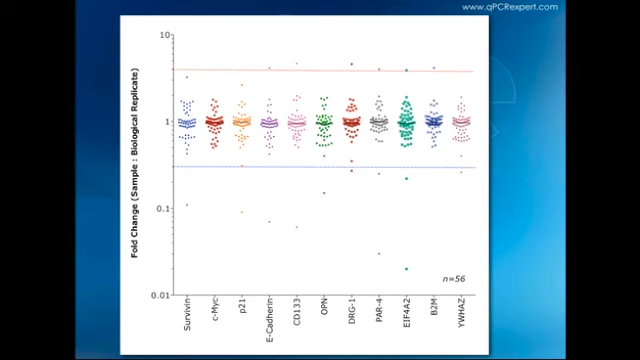 www.qPCRexpert.com
10
1
0.1
0.01
Fold Change (Sample : Biological Replicate)
n=56
Survivin
c-Myc
p21
E-Cadherin
CD133
OPN
DRG-1
PAR-4
EIF4A2
B2M
YWHAZ